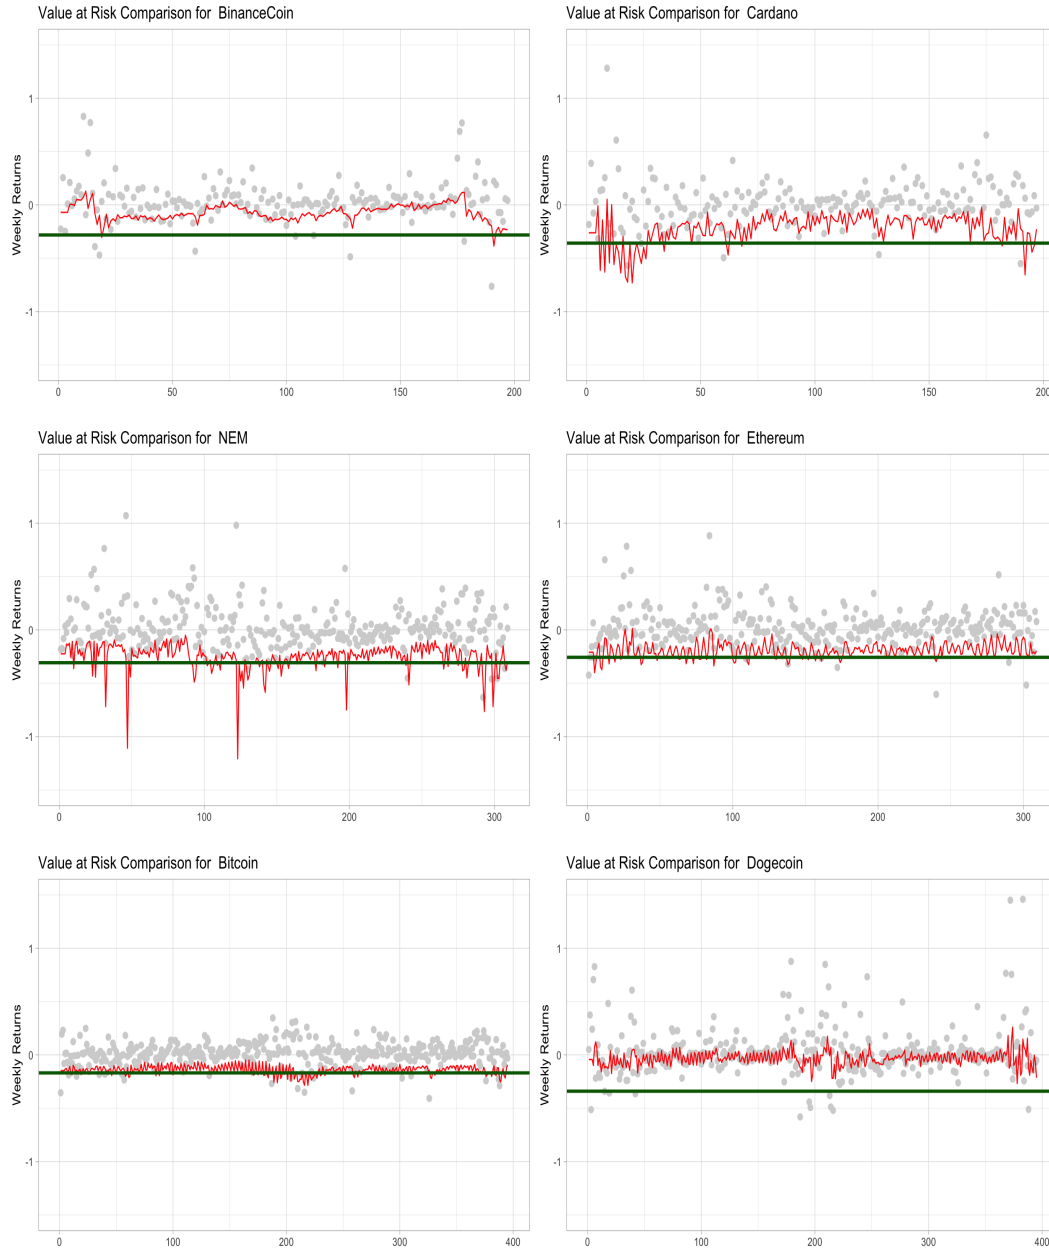 Value at Risk Comparison for  BinanceCoin
Weekly Returns
1
0
-1
0 50 100 150 200
Value at Risk Comparison for  Cardano
Weekly Returns
1
0
-1
0 50 100 150 200
Value at Risk Comparison for  NEM
Weekly Returns
1
0
-1
0 100 200 300
Value at Risk Comparison for  Ethereum
Weekly Returns
1
0
-1
0 100 200 300
Value at Risk Comparison for  Bitcoin
Weekly Returns
1
0
-1
0 100 200 300 400
Value at Risk Comparison for  Dogecoin
Weekly Returns
1
0
-1
0 100 200 300 400